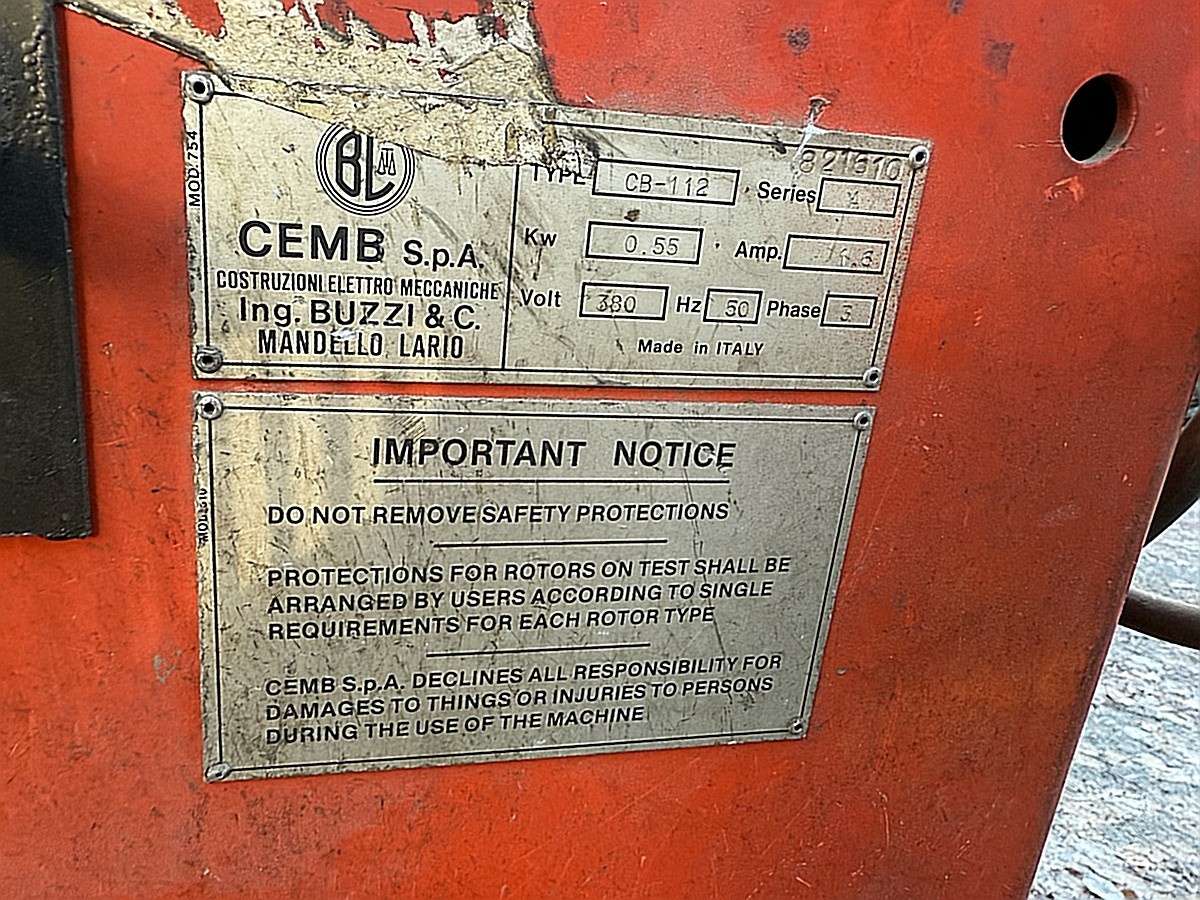 MOD.754
BL
CEMB S.p.A.
COSTRUZIONI ELETTRO MECCANICHE
Ing. BUZZI & C.
MANDELLO LARIO
821610
TYPE CB-112 Series
Kw 0.55 Amp.
Volt 380 Hz 50 Phase 3
Made in ITALY
IMPORTANT NOTICE
DO NOT REMOVE SAFETY PROTECTIONS
PROTECTIONS FOR ROTORS ON TEST SHALL BE
ARRANGED BY USERS ACCORDING TO SINGLE
REQUIREMENTS FOR EACH ROTOR TYPE
CEMB S.p.A. DECLINES ALL RESPONSIBILITY FOR
DAMAGES TO THINGS OR INJURIES TO PERSONS
DURING THE USE OF THE MACHINE